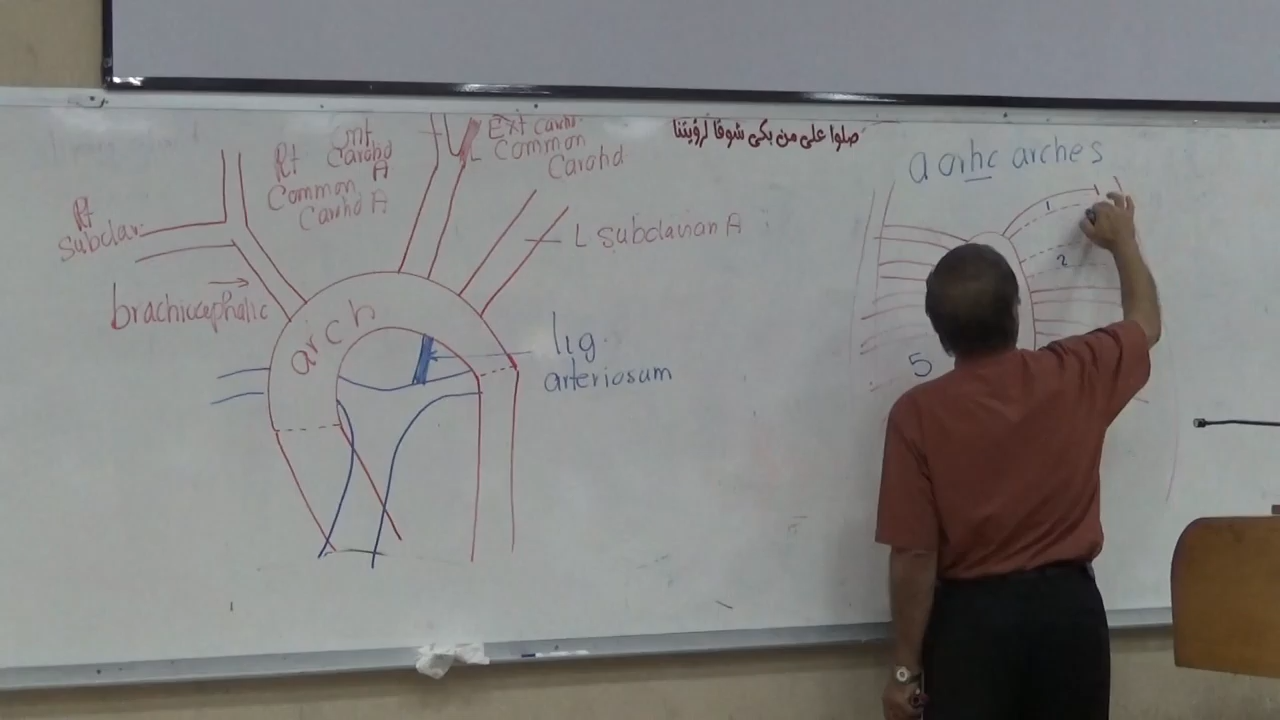 Rt
subclav.
Rt
Common
Carotid A
Int
Carotid
A
Ext Carotid
Common
Carotid
L subclavian A
brachiocephalic
arch
lig.
arteriosum
صلوا على من بكى شوقا لرؤيتنا
aortic arches
1
2
5